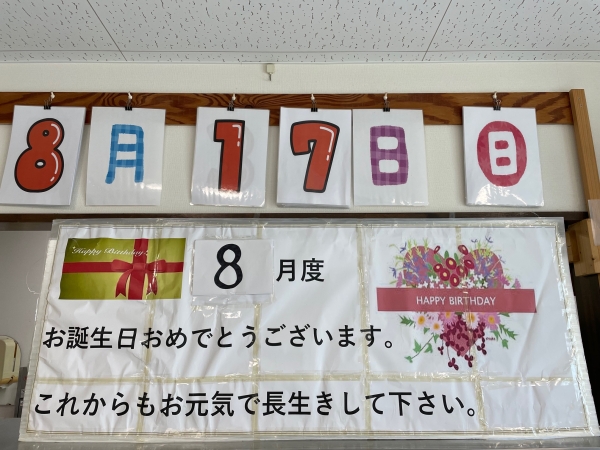 8月17日 日
Happy Birthday
8 月度
HAPPY BIRTHDAY
お誕生日おめでとうございます。
これからもお元気で長生きして下さい。